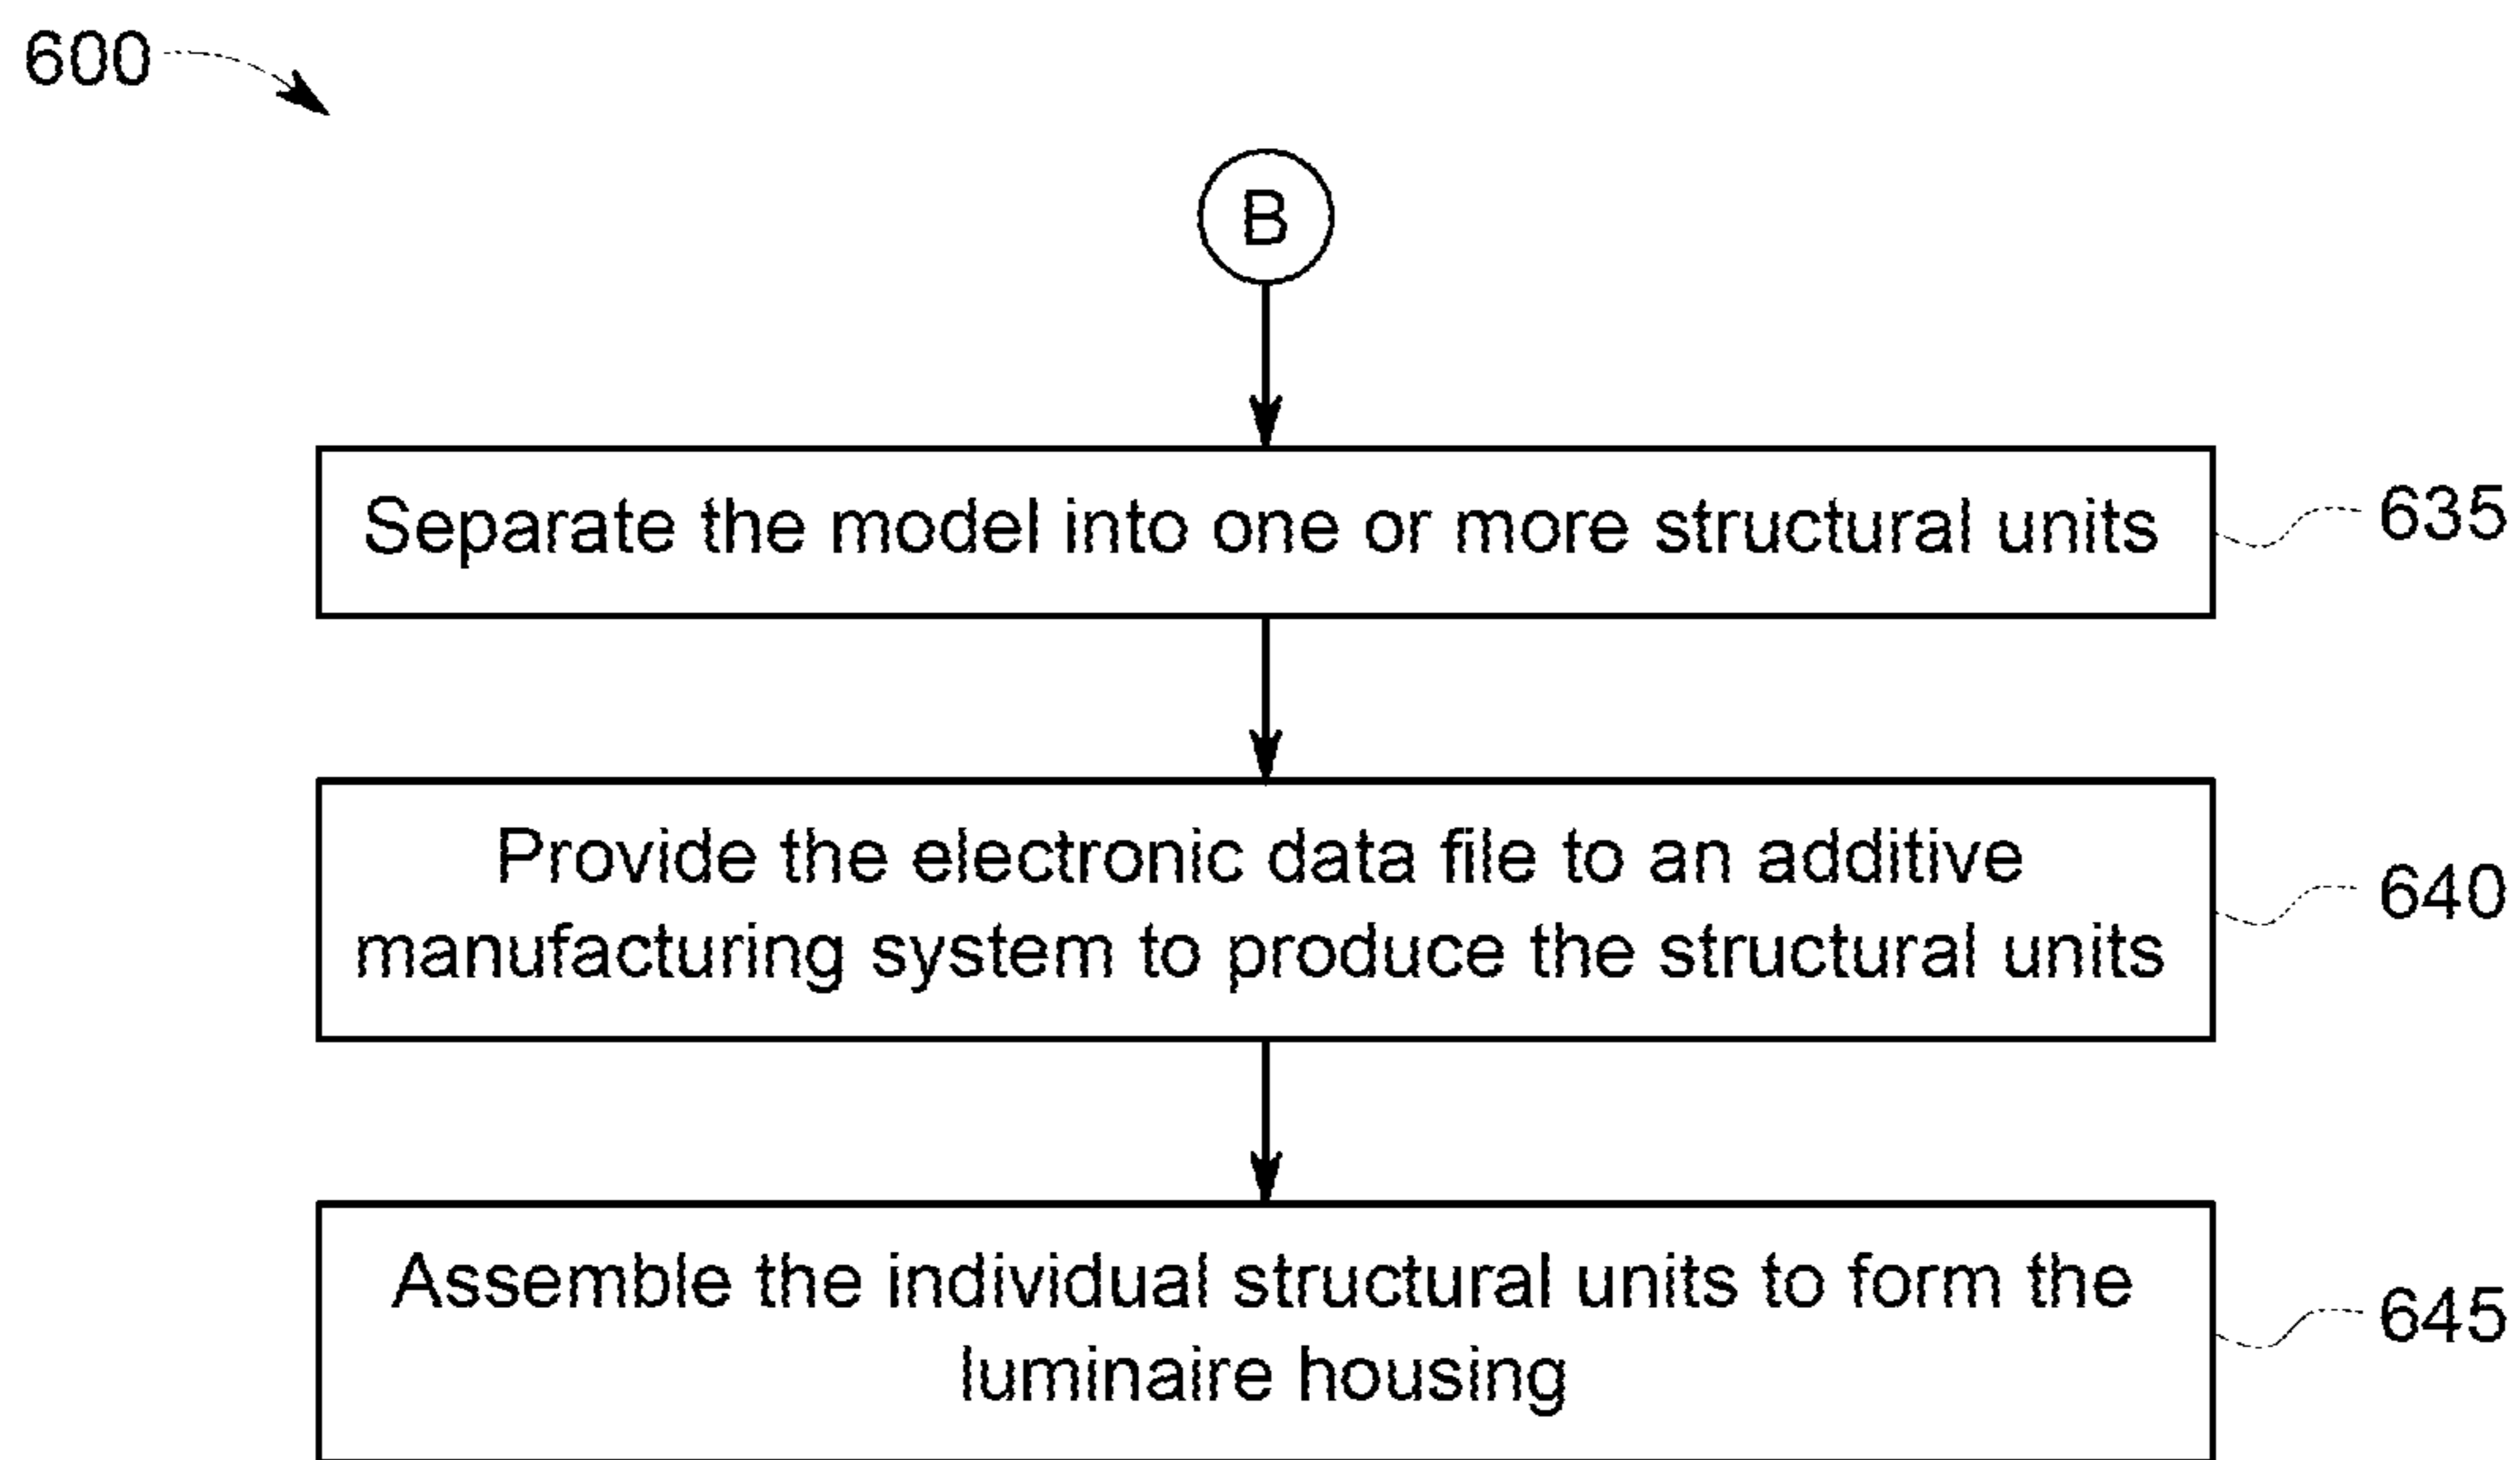 600
B
Separate the model into one or more structural units
635
Provide the electronic data file to an additive
manufacturing system to produce the structural units
640
Assemble the individual structural units to form the
luminaire housing
645